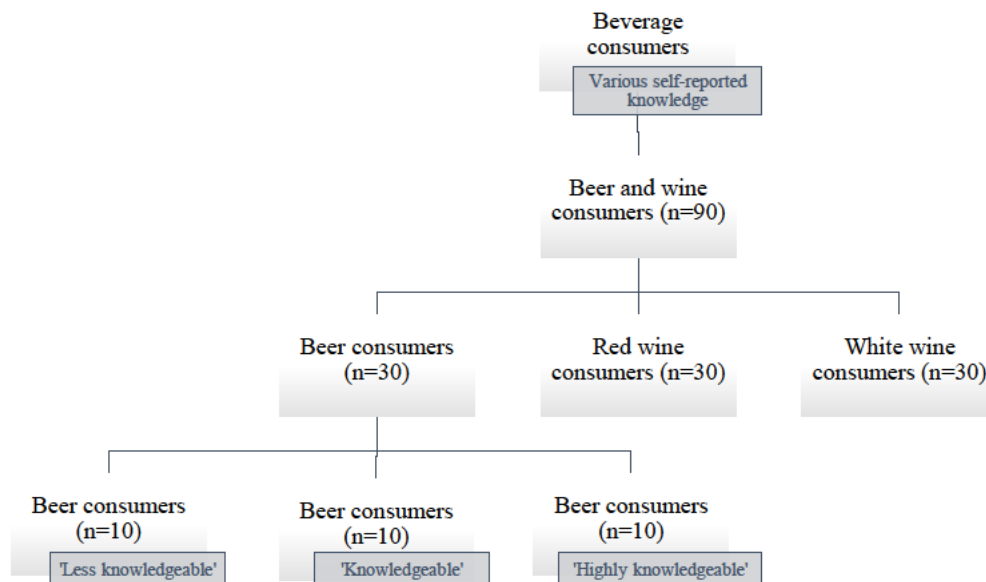 Beverage
consumers
Various self-reported
knowledge
Beer and wine
consumers (n=90)
Beer consumers
(n=30)
Red wine
consumers (n=30)
White wine
consumers (n=30)
Beer consumers
(n=10)
'Less knowledgeable'
Beer consumers
(n=10)
'Knowledgeable'
Beer consumers
(n=10)
'Highly knowledgeable'